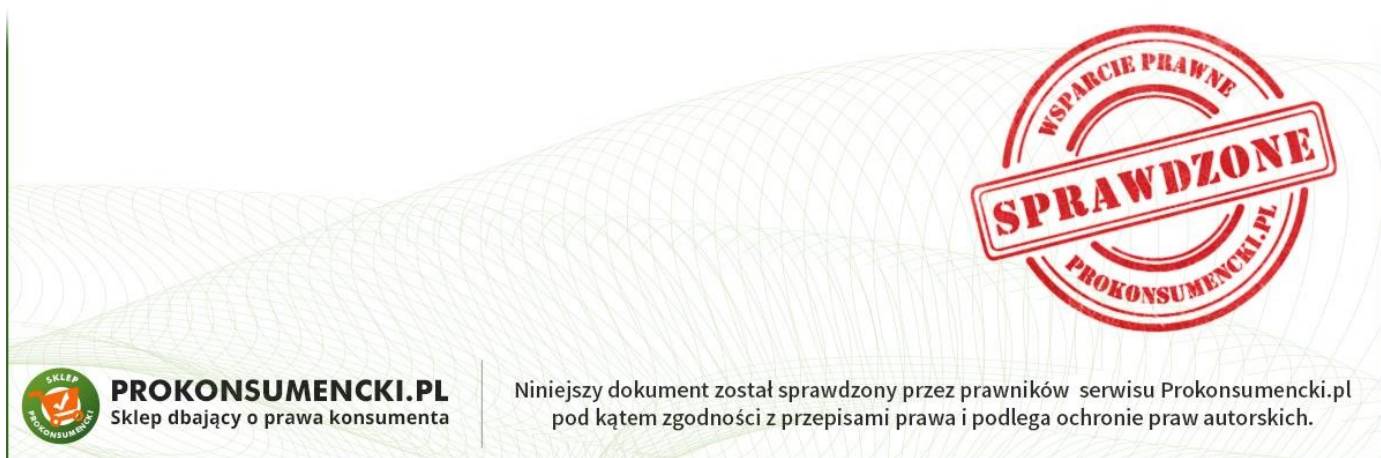 WSPARCIE PRAWNE
SPRAWDZONE
PROKONSUMENCKI.PL
SKLEP
PROKONSUMENCKI
PROKONSUMENCKI.PL
Sklep dbający o prawa konsumenta
Niniejszy dokument został sprawdzony przez prawników serwisu Prokonsumencki.pl
pod kątem zgodności z przepisami prawa i podlega ochronie praw autorskich.